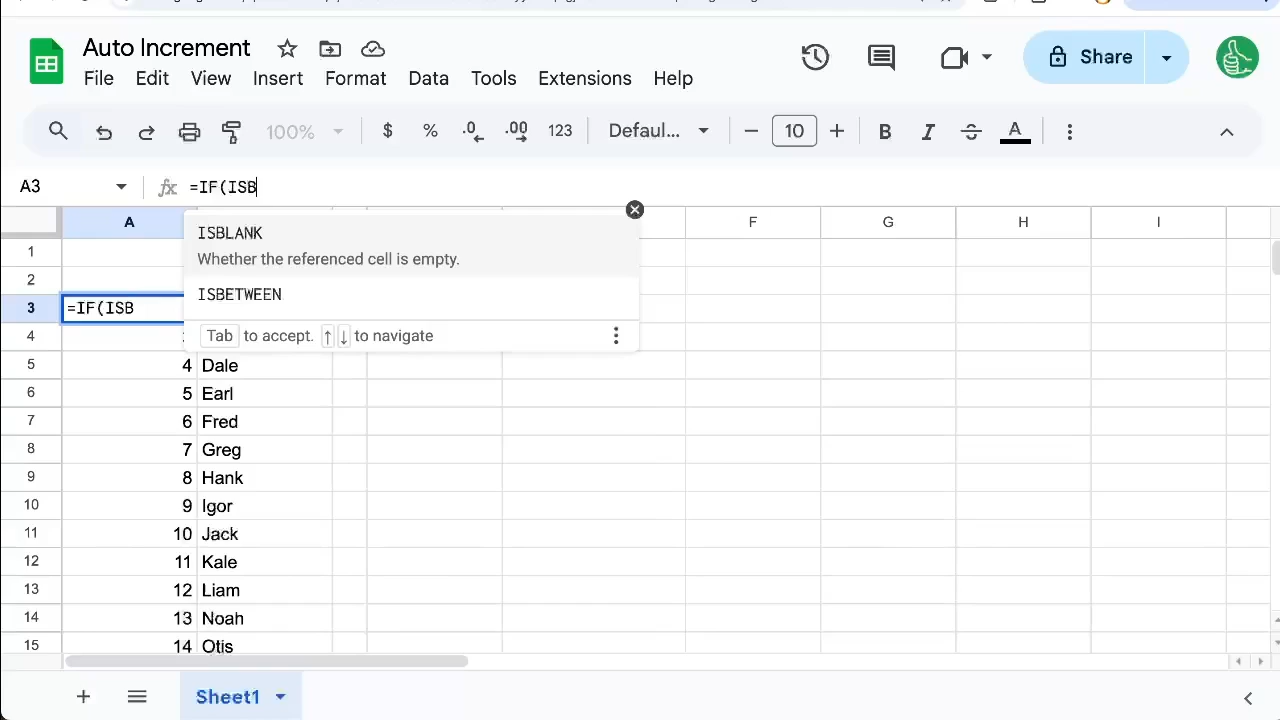 Auto Increment
File Edit View Insert Format Data Tools Extensions Help
Share
100% $ % .0 .00 123 Defaul... 10 B I S A
A3 fx =IF(ISB
A F G H I
ISBLANK
Whether the referenced cell is empty.
ISBETWEEN
Tab to accept. ↑ ↓ to navigate
1
2
3 =IF(ISB
4
5 4 Dale
6 5 Earl
7 6 Fred
8 7 Greg
9 8 Hank
10 9 Igor
11 10 Jack
12 11 Kale
13 12 Liam
14 13 Noah
15 14 Otis
Sheet1